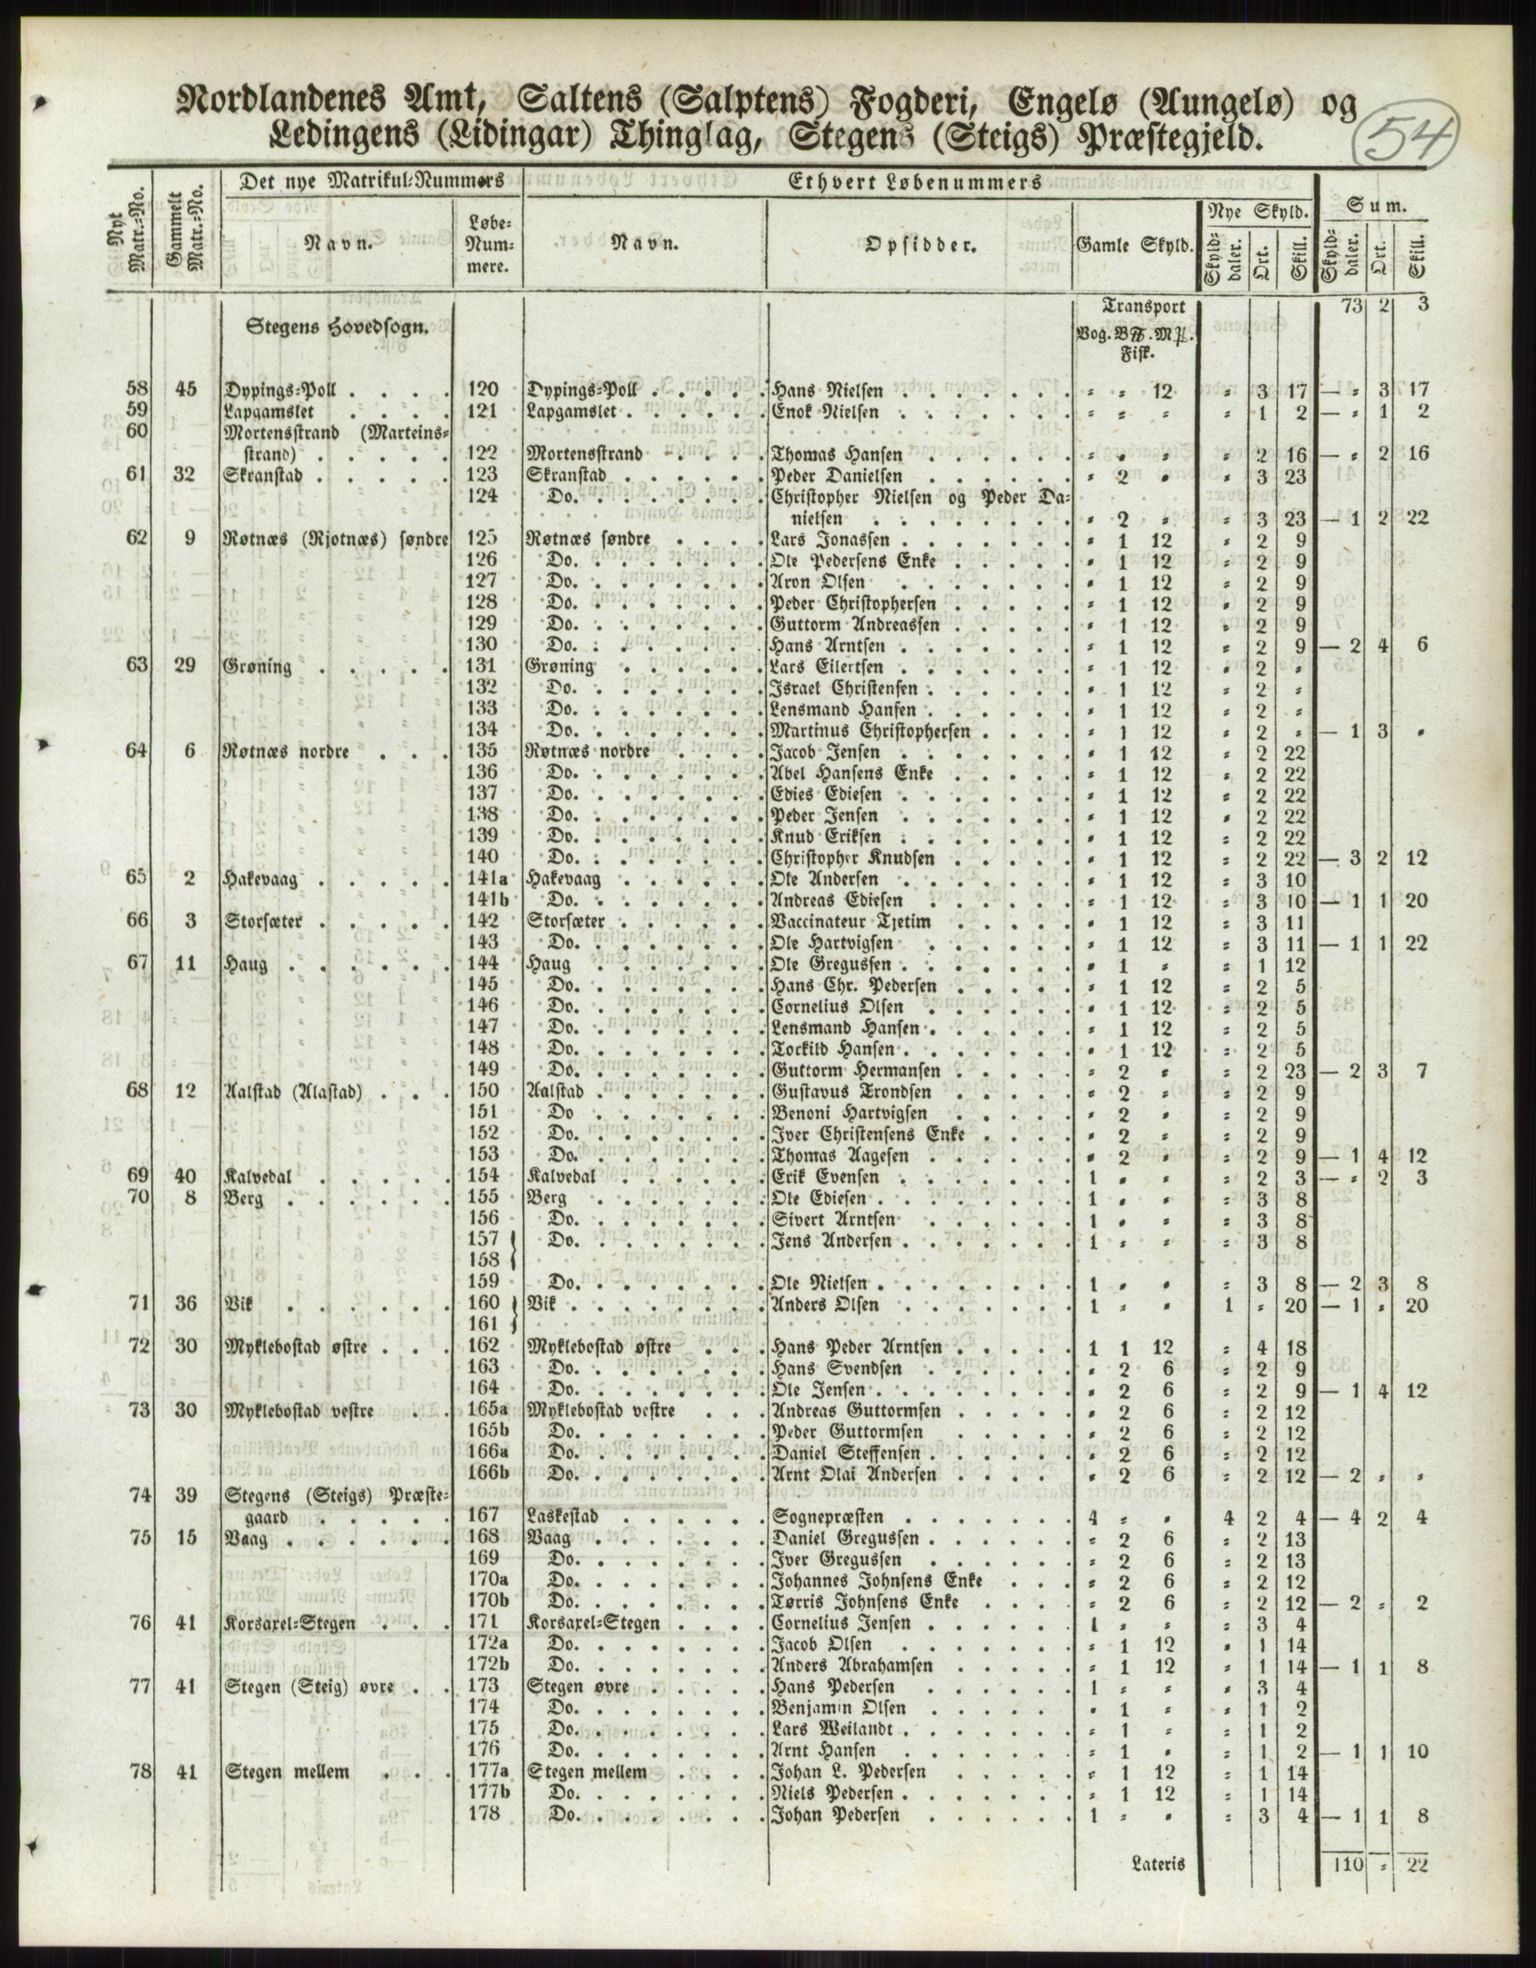 Nordlandenes Amt, Saltens (Salptens) Fogderi, Engelø (Aungelø) og
Ledingens (Lidingar) Thinglag, Stegens (Steigs) Præstegjeld.
54
Nyt Matr.-No. Gammelt Matr.-No. Det nye Matrikul-Nummers Ethvert Løbenummers Sum.
Navn. Løbe-Num-mere. Navn. Opsidder. Gamle Skyld. Nye Skyld. Skyld-daler. Ort. Skill. Skyld-daler. Ort. Skill.
Transport 73 2 3
Stegens Hovedsogn. Vog. B℔. M℔. Fisk.
58 45 Dypings-Poll . . . . 120 Dypings-Poll . . . . . Hans Nielsen . . . . . . . = = 12 = 3 17 — = 3 17
59 Lapgamslet . . . . 121 Lapgamslet . . . . . Enok Nielsen . . . . . . . = = = = 1 2 — = 1 2
60 Mortensstrand (Marteins-
strand) . . . . . 122 Mortensstrand . . . . Thomas Hansen . . . . . . = = = = 2 16 — = 2 16
61 32 Skranstad . . . . . 123 Skranstad . . . . . . Peder Danielsen . . . . . . = 2 = = 3 23
124 Do. . . . . . . . Christopher Nielsen og Peder Da-
nielsen . . . . . . . . = 2 = = 3 23 — 1 2 22
62 9 Røtnæs (Rjotnæs) søndre 125 Røtnæs søndre . . . . Lars Jonassen . . . . . . . = 1 12 = 2 9
126 Do. . . . . . . . Ole Pedersens Enke . . . . . = 1 12 = 2 9
127 Do. . . . . . . . Aron Olsen . . . . . . . = 1 12 = 2 9
128 Do. . . . . . . . Peder Christophersen . . . . . = 1 12 = 2 9
129 Do. . . . . . . . Guttorm Andreassen . . . . . = 1 12 = 2 9
130 Do. . . . . . . . Hans Arntsen . . . . . . . = 1 12 = 2 9 — 2 4 6
63 29 Grøning . . . . . 131 Grøning . . . . . . Lars Eilertsen . . . . . . . = 1 12 = 2 =
132 Do. . . . . . . . Israel Christensen . . . . . . = 1 12 = 2 =
133 Do. . . . . . . . Lensmand Hansen . . . . . . = 1 12 = 2 =
134 Do. . . . . . . . Martinus Christophersen . . . . = 1 12 = 2 = — 1 3 =
64 6 Røtnæs nordre . . . 135 Røtnæs nordre . . . . Jacob Jensen . . . . . . . = 1 12 = 2 22
136 Do. . . . . . . . Abel Hansens Enke . . . . . = 1 12 = 2 22
137 Do. . . . . . . . Edies Ediesen . . . . . . . = 1 12 = 2 22
138 Do. . . . . . . . Peder Jensen . . . . . . . = 1 12 = 2 22
139 Do. . . . . . . . Knud Eriksen . . . . . . . = 1 12 = 2 22
140 Do. . . . . . . . Christopher Knudsen . . . . . = 1 12 = 2 22 — 3 2 12
65 2 Hakevaag . . . . . 141a Hakevaag . . . . . . Ole Andersen . . . . . . . = 1 12 = 3 10
141b Do. . . . . . . . Andreas Ediesen . . . . . . = 1 12 = 3 10 — 1 1 20
66 3 Storsæter . . . . . 142 Storsæter . . . . . . Vaccinateur Tjetim . . . . . = 1 12 = 3 11
143 Do. . . . . . . . Ole Hartvigsen . . . . . . = 1 12 = 3 11 — 1 1 22
67 11 Haug . . . . . . 144 Haug . . . . . . . Ole Gregussen . . . . . . . = 1 = = 1 12
145 Do. . . . . . . . Hans Chr. Pedersen . . . . . = 1 12 = 2 5
146 Do. . . . . . . . Cornelius Olsen . . . . . . = 1 12 = 2 5
147 Do. . . . . . . . Lensmand Hansen . . . . . . = 1 12 = 2 5
148 Do. . . . . . . . Torkild Hansen . . . . . . . = 1 12 = 2 5
149 Do. . . . . . . . Guttorm Hermansen . . . . . = 2 = = 2 23 — 2 3 7
68 12 Aalstad (Alastad) . . . 150 Aalstad . . . . . . . Gustavus Trondsen . . . . . = 2 = = 2 9
151 Do . . . . . . . Benoni Hartvigsen . . . . . = 2 = = 2 9
152 Do. . . . . . . . Iver Christensens Enke . . . . = 2 = = 2 9
153 Do. . . . . . . . Thomas Aagesen . . . . . . = 2 = = 2 9 — 1 4 12
69 40 Kalvedal . . . . . 154 Kalvedal . . . . . . Erik Evensen . . . . . . . 1 = = = 2 3 — = 2 3
70 8 Berg . . . . . . 155 Berg . . . . . . . Ole Ediesen . . . . . . . . 1 = = = 3 8
156 Do. . . . . . . . Sivert Arntsen . . . . . . 1 = = = 3 8
157 } Do. . . . . . . . Jens Andersen . . . . . . . 1 = = = 3 8
158
159 Do. . . . . . . . Ole Nielsen . . . . . . . . 1 = = = 3 8 — 2 3 8
71 36 Vik . . . . . . 160 } Vik . . . . . . . . Anders Olsen . . . . . . . 1 = = 1 = 20 — 1 = 20
161
72 30 Myklebostad østre . . . 162 Myklebostad østre . . . Hans Peder Arntsen . . . . . 1 1 12 = 4 18
163 Do. . . . . . . . Hans Svendsen . . . . . . = 2 6 = 2 9
164 Do. . . . . . . . Ole Jensen . . . . . . . . = 2 6 = 2 9 — 1 4 12
73 30 Myklebostad vestre . . 165a Myklebostad vestre . . . Andreas Guttormsen . . . . . = 2 6 = 2 12
165b Do. . . . . . . . Peder Guttormsen . . . . . = 2 6 = 2 12
166a Do. . . . . . . . Daniel Steffensen . . . . . . = 2 6 = 2 12
166b Do. . . . . . . . Arnt Olai Andersen . . . . . = 2 6 = 2 12 — 2 = =
74 39 Stegens (Steigs) Præste-
gaard . . . . . 167 Laskestad . . . . . . Sognepræsten . . . . . . . 4 = = 4 2 4 — 4 2 4
75 15 Vaag . . . . . . 168 Vaag . . . . . . . Daniel Gregussen . . . . . . = 2 6 = 2 13
169 Do. . . . . . . . Iver Gregussen . . . . . . = 2 6 = 2 13
170a Do. . . . . . . . Johannes Johnsens Enke . . . = 2 6 = 2 12
170b Do. . . . . . . . Tørris Johnsens Enke . . . . = 2 6 = 2 12 — 2 = 2
76 41 Korsaxel-Stegen . . . 171 Korsaxel-Stegen . . . . Cornelius Jensen . . . . . . 1 = = = 3 4
172a Do. . . . . . . . Jacob Olsen . . . . . . . = 1 12 = 1 14
172b Do. . . . . . . . Anders Abrahamsen . . . . . = 1 12 = 1 14 — 1 1 8
77 41 Stegen (Steig) øvre . . 173 Stegen øvre . . . . . Hans Pedersen . . . . . . 1 = = = 3 4
174 Do. . . . . . . . Benjamin Olsen . . . . . . = 1 = = 1 2
175 Do. . . . . . . . Lars Weilandt . . . . . . . = 1 = = 1 2
176 Do. . . . . . . . Arnt Hansen . . . . . . . = 1 = = 1 2 — 1 1 10
78 41 Stegen mellem . . . 177a Stegen mellem . . . . Johan L. Pedersen . . . . . = 1 12 = 1 14
177b Do. . . . . . . . Niels Pedersen . . . . . . . = 1 12 = 1 14
178 Do. . . . . . . . Johan Pedersen . . . . . . 1 = = = 3 4 — 1 1 8
Lateris 110 = 22